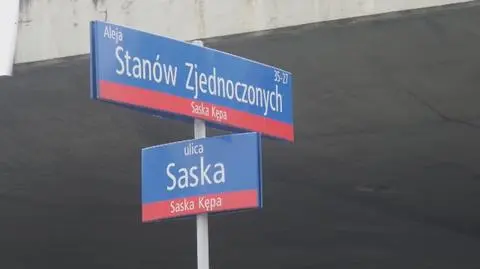 Aleja
Stanów Zjednoczonych
35-27
Saska Kępa
ulica
Saska
Saska Kępa